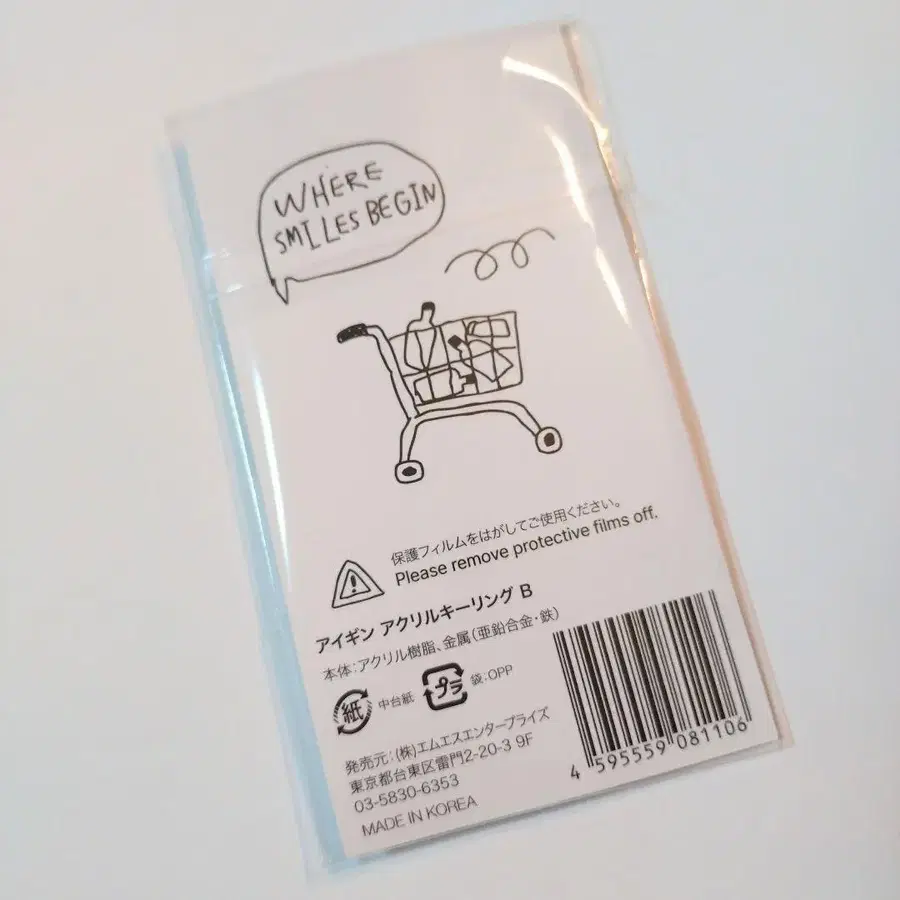 WHERE
SMILES BEGIN
保護フィルムをはがしてご使用ください。
Please remove protective films off.
アイギン アクリルキーリング B
本体:アクリル樹脂、金属(亜鉛合金・鉄)
紙 中台紙 プラ 袋:OPP
発売元:(株)エムエスエンタープライズ
東京都台東区雷門2-20-3 9F
03-5830-6353
MADE IN KOREA
4 595559 081106